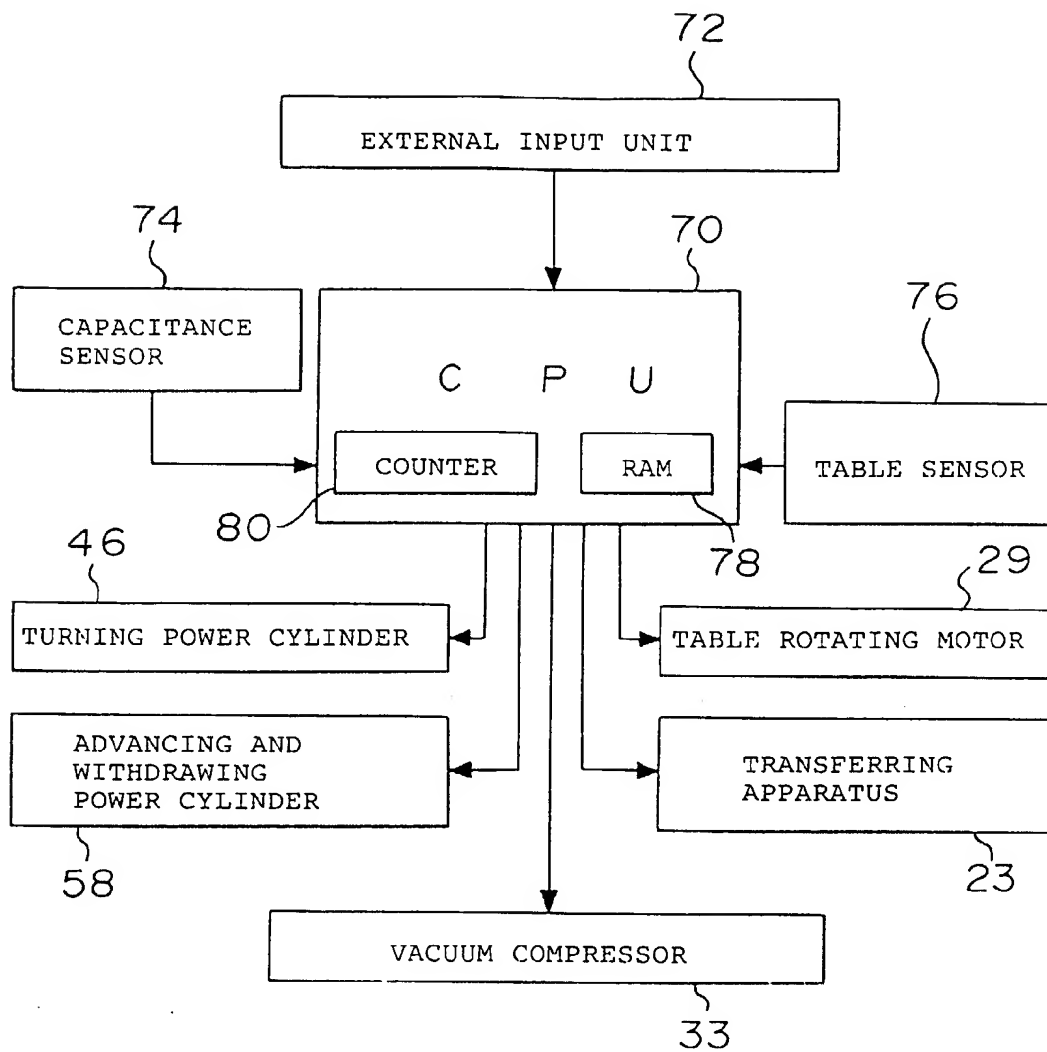 72
EXTERNAL INPUT UNIT
74
70
CAPACITANCE
SENSOR
76
C P U
COUNTER
RAM
TABLE SENSOR
80
78
46
29
TURNING POWER CYLINDER
TABLE ROTATING MOTOR
ADVANCING AND
WITHDRAWING
POWER CYLINDER
TRANSFERRING
APPARATUS
58
23
VACUUM COMPRESSOR
33